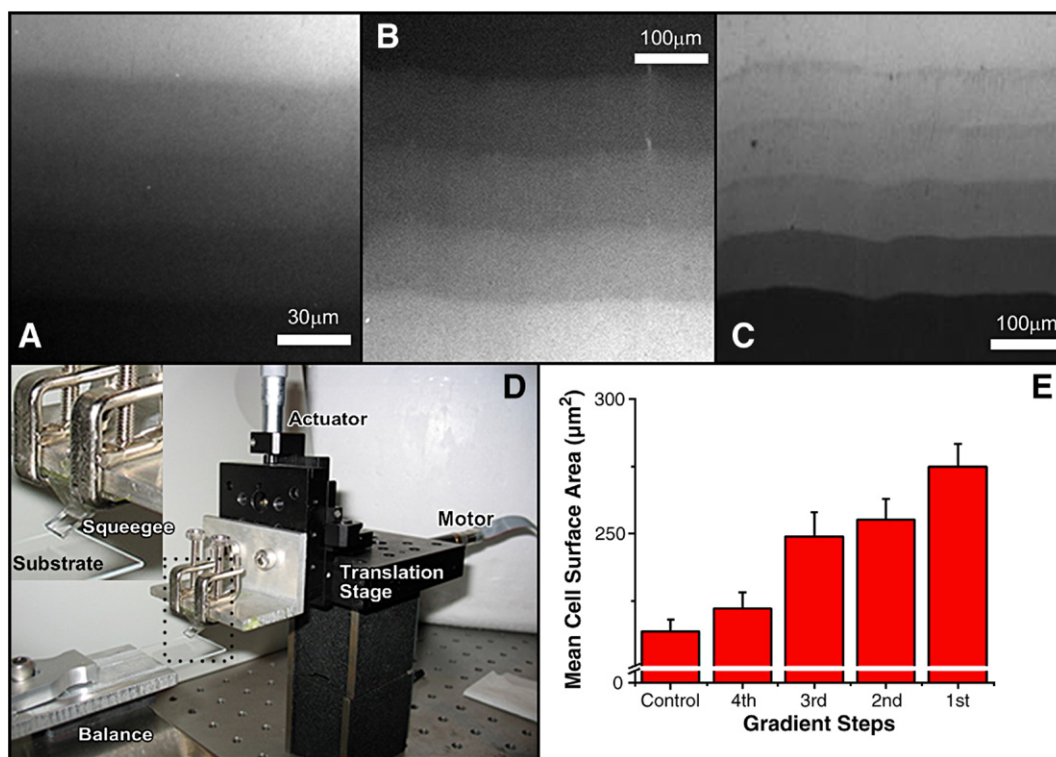 A
30μm
B
100μm
C
100μm
D
Actuator
Motor
Squeegee
Substrate
Translation
Stage
Balance
E
Mean Cell Surface Area (μm²)
300
250
0
Control
4th
3rd
2nd
1st
Gradient Steps